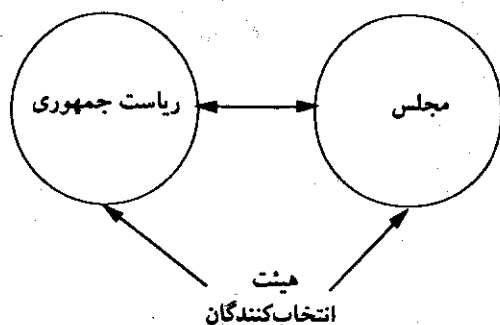 ریاست جمهوری
مجلس
هیئت
انتخاب‌کنندگان